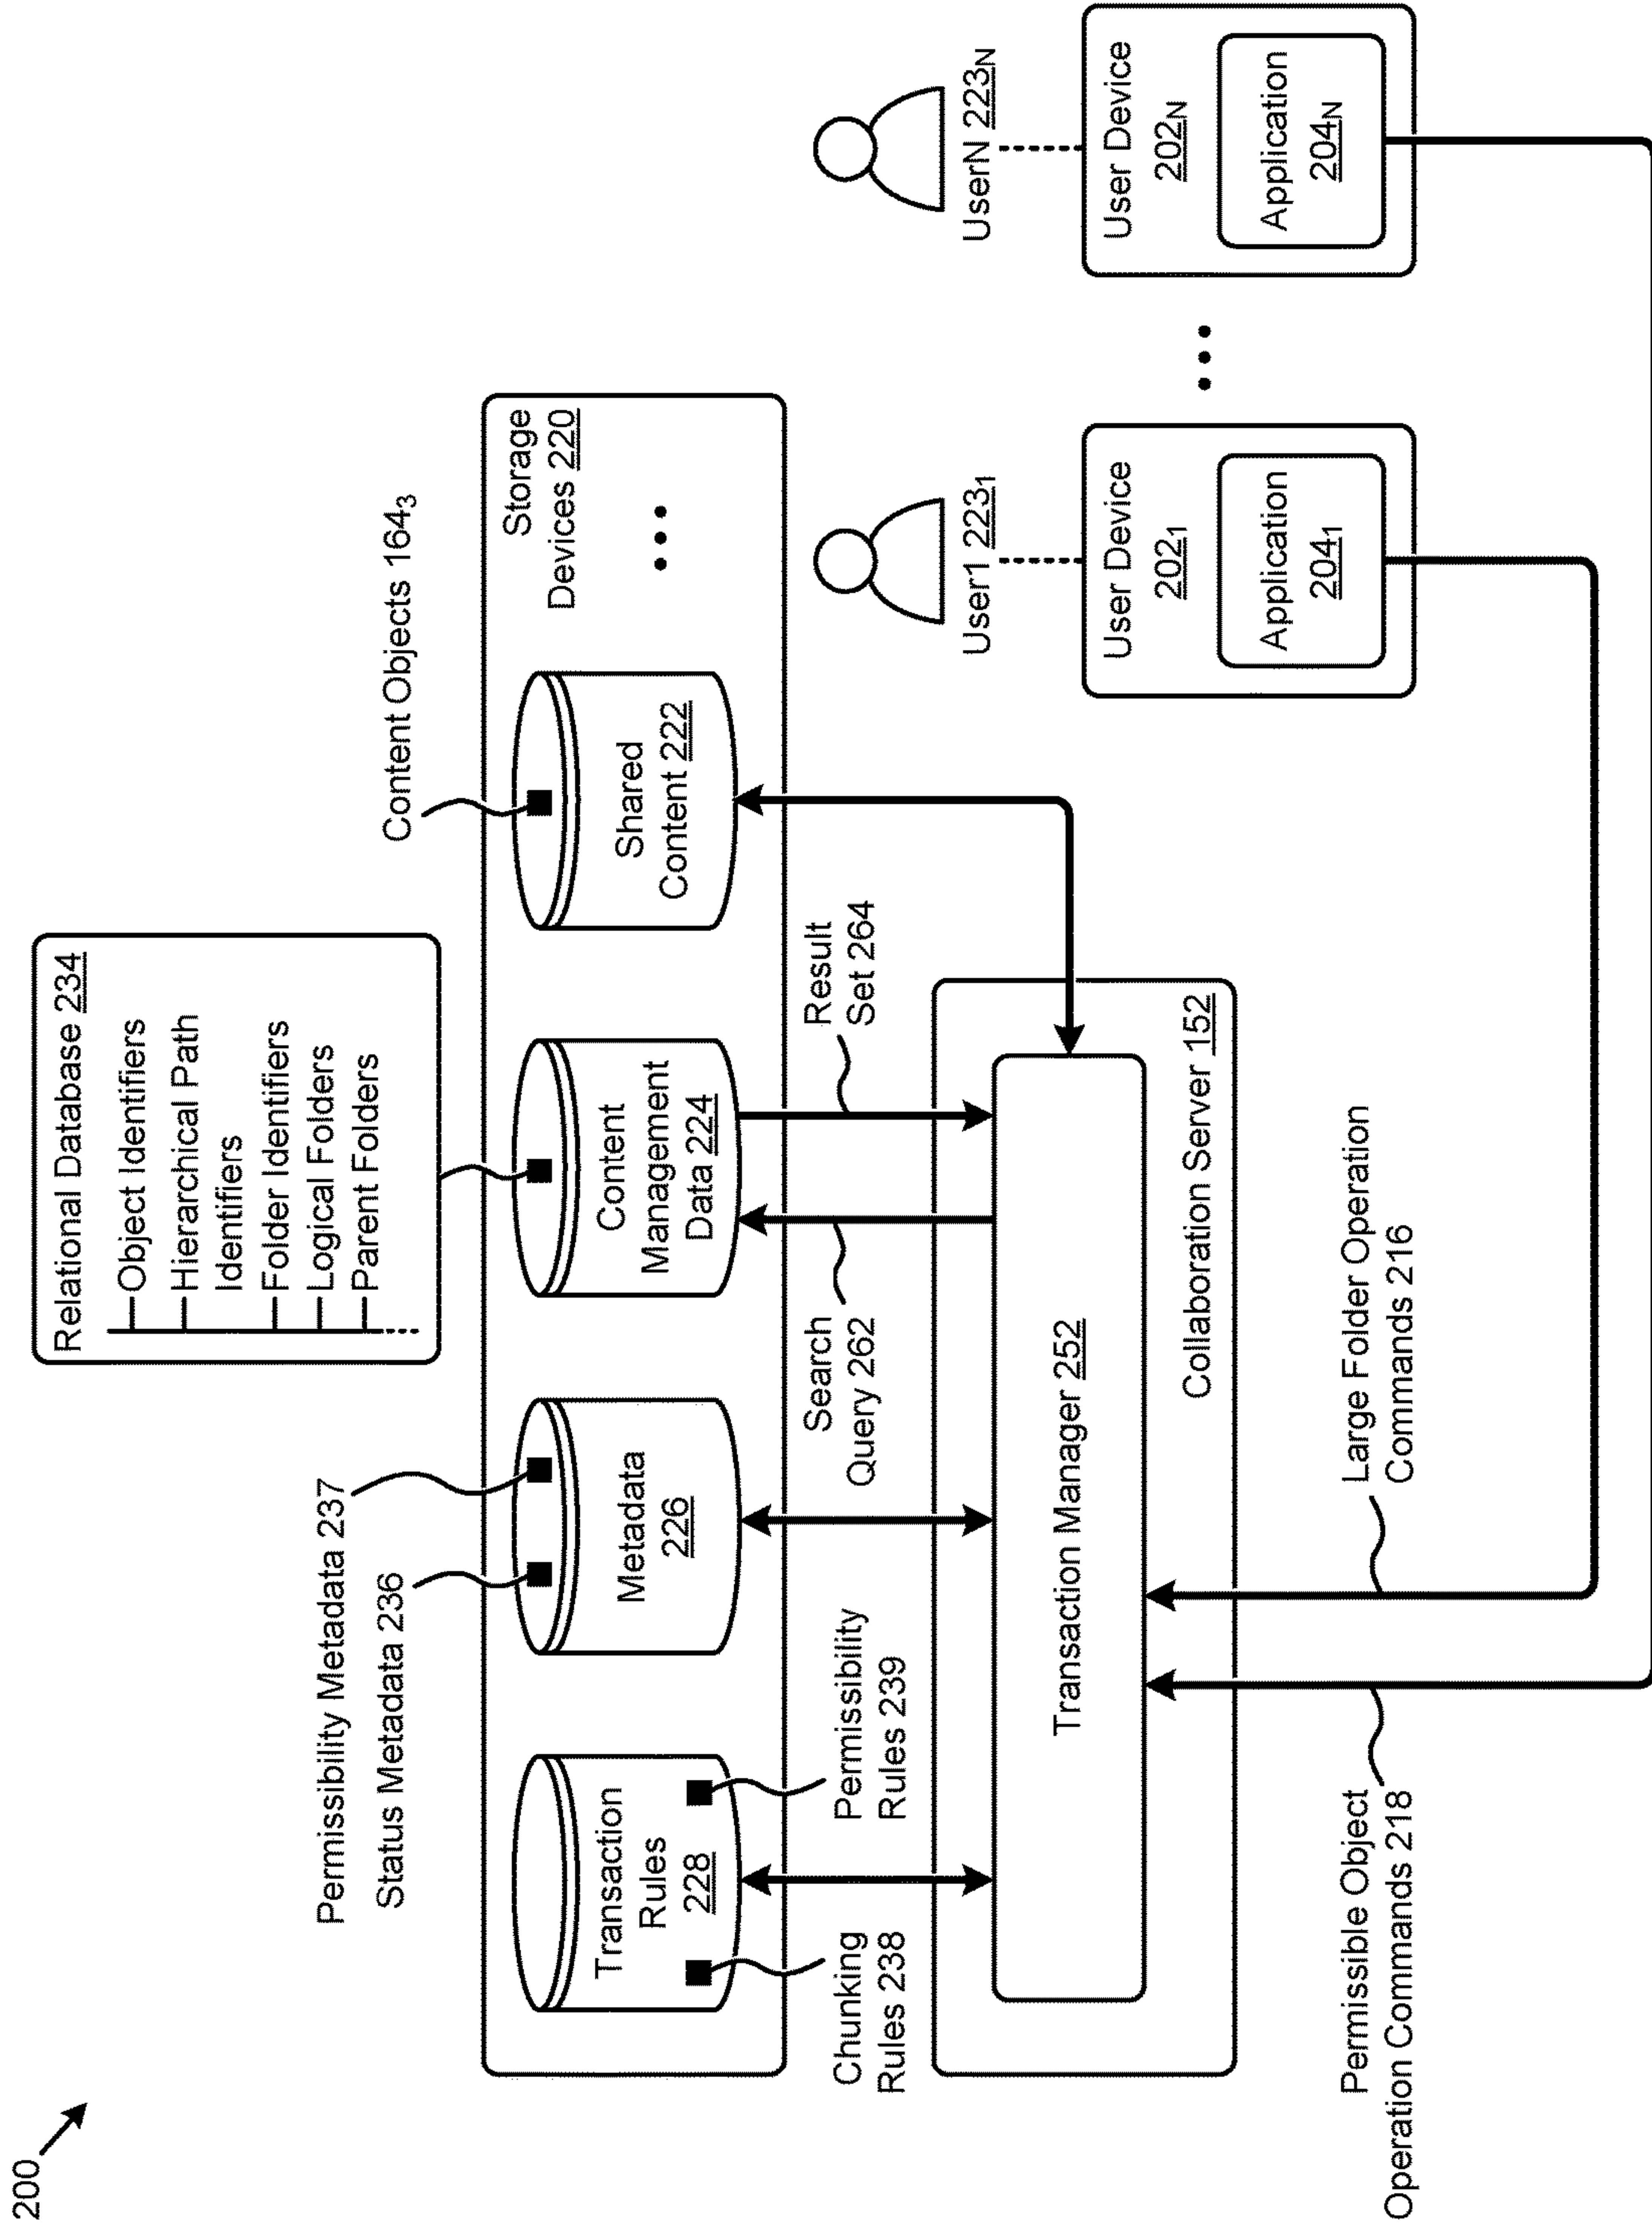 200
Relational Database 234
Object Identifiers
Hierarchical Path
Identifiers
Folder Identifiers
Logical Folders
Parent Folders
Permissibility Metadata 237
Status Metadata 236
Content Objects 164₃
Storage
Devices 220
Transaction
Rules
228
Metadata
226
Content
Management
Data 224
Shared
Content 222
Chunking
Rules 238
Permissibility
Rules 239
Search
Query 262
Result
Set 264
Transaction Manager 252
Collaboration Server 152
User1 223₁
User Device
202₁
Application
204₁
UserN 223N
User Device
202N
Application
204N
Permissible Object
Operation Commands 218
Large Folder Operation
Commands 216